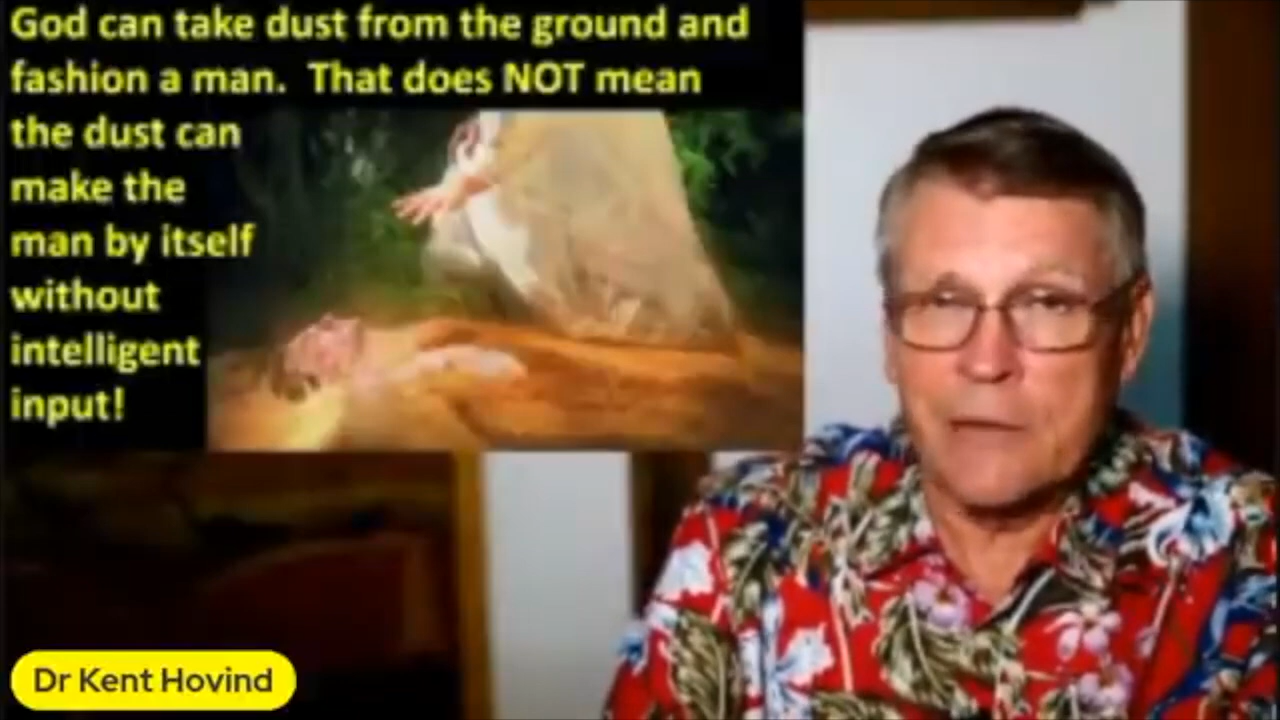 God can take dust from the ground and
fashion a man. That does NOT mean
the dust can
make the
man by itself
without
intelligent
input!
Dr Kent Hovind